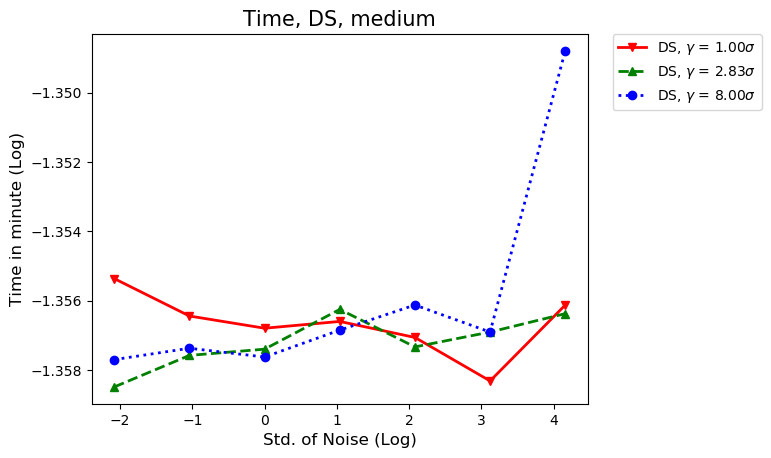 Time, DS, medium
DS, γ = 1.00σ
DS, γ = 2.83σ
DS, γ = 8.00σ
Time in minute (Log)
−1.350
−1.352
−1.354
−1.356
−1.358
−2 −1 0 1 2 3 4
Std. of Noise (Log)